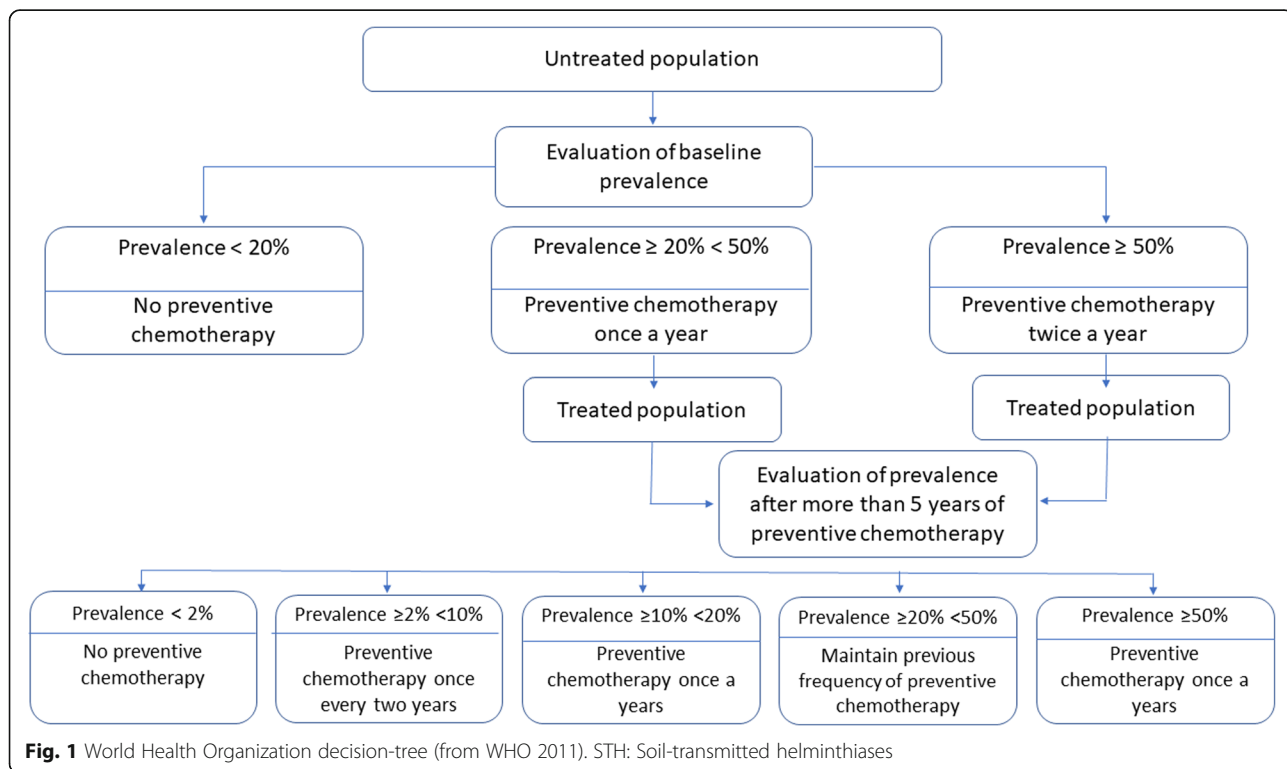 Untreated population
Evaluation of baseline
prevalence
Prevalence < 20%
No preventive
chemotherapy
Prevalence ≥ 20% < 50%
Preventive chemotherapy
once a year
Prevalence ≥ 50%
Preventive chemotherapy
twice a year
Treated population
Treated population
Evaluation of prevalence
after more than 5 years of
preventive chemotherapy
Prevalence < 2%
No preventive
chemotherapy
Prevalence ≥2% <10%
Preventive
chemotherapy once
every two years
Prevalence ≥10% <20%
Preventive
chemotherapy once a
years
Prevalence ≥20% <50%
Maintain previous
frequency of preventive
chemotherapy
Prevalence ≥50%
Preventive
chemotherapy once a
years
Fig. 1 World Health Organization decision-tree (from WHO 2011). STH: Soil-transmitted helminthiases